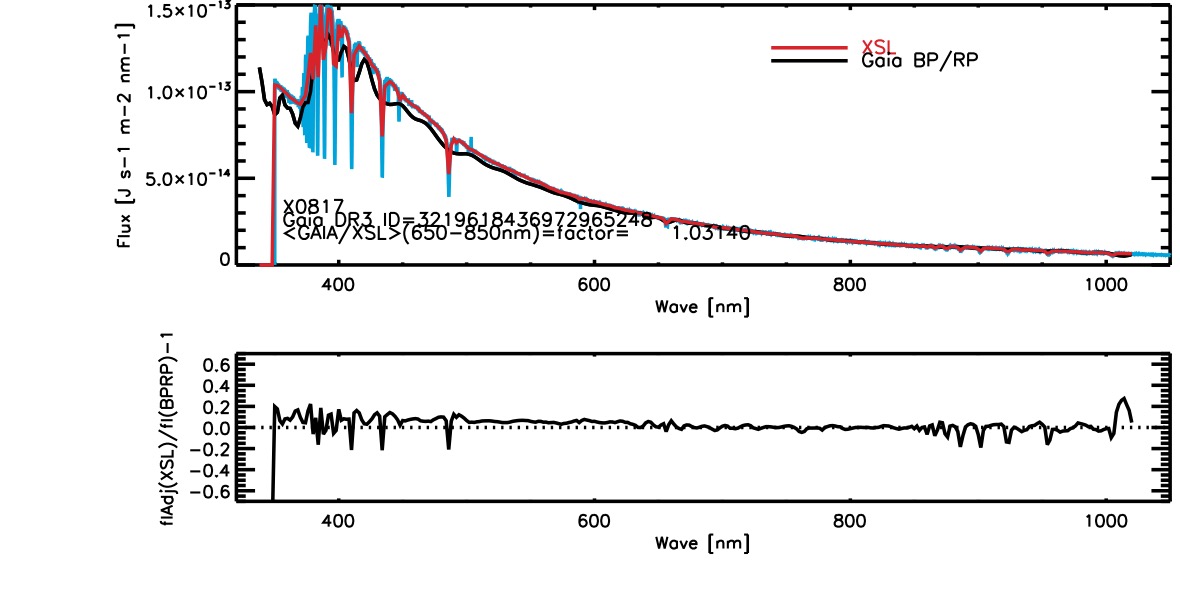 1.5×10−13
1.0×10−13
5.0×10−14
0
Flux [J s−1 m−2 nm−1]
XSL
Gaia BP/RP
X0817
Gaia DR3 ID=3219618436972965248
<GAIA/XSL>(650−850nm)=factor= 1.03140
400 600 800 1000
Wave [nm]
flAdj(XSL)/fl(BPRP)−1
0.6
0.4
0.2
0.0
−0.2
−0.4
−0.6
400 600 800 1000
Wave [nm]